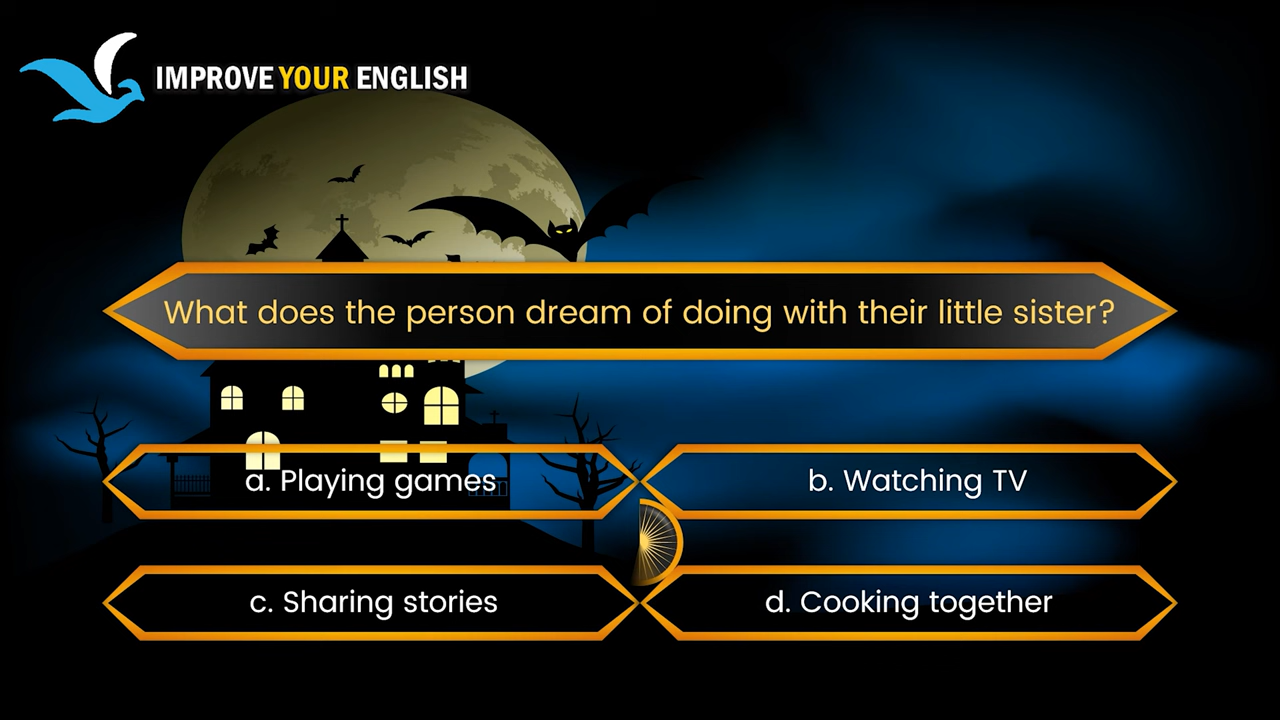 IMPROVE YOUR ENGLISH
What does the person dream of doing with their little sister?
a. Playing games
b. Watching TV
c. Sharing stories
d. Cooking together